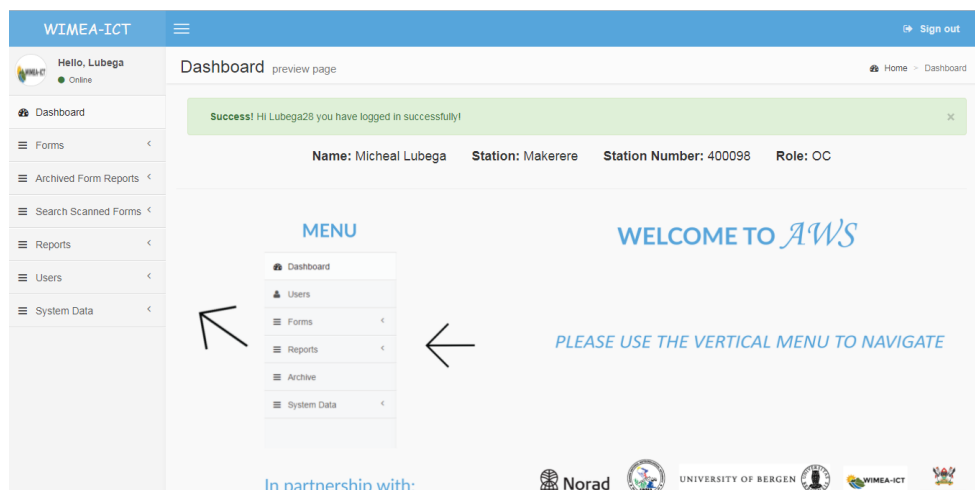 WIMEA-ICT
Sign out
Hello, Lubega
Online
Dashboard preview page
Home > Dashboard
Dashboard
Forms
Archived Form Reports
Search Scanned Forms
Reports
Users
System Data
Success! Hi Lubega28 you have logged in successfully!
×
Name: Micheal Lubega Station: Makerere Station Number: 400098 Role: OC
MENU
Dashboard
Users
Forms
Reports
Archive
System Data
WELCOME TO AWS
PLEASE USE THE VERTICAL MENU TO NAVIGATE
In partnership with:
Norad
UNIVERSITY OF BERGEN
WIMEA-ICT